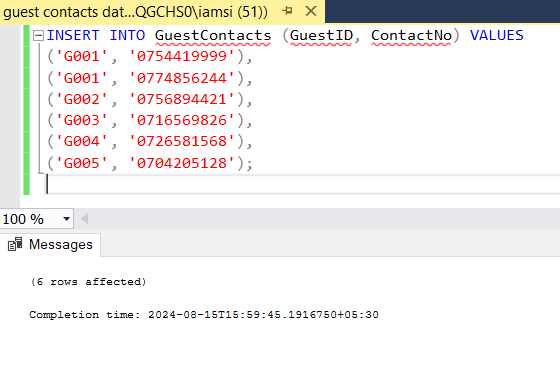 guest contacts dat...QGCHS0\iamsi (51))
INSERT INTO GuestContacts (GuestID, ContactNo) VALUES
('G001', '0754419999'),
('G001', '0774856244'),
('G002', '0756894421'),
('G003', '0716569826'),
('G004', '0726581568'),
('G005', '0704205128');
100 %
Messages
(6 rows affected)
Completion time: 2024-08-15T15:59:45.1916750+05:30